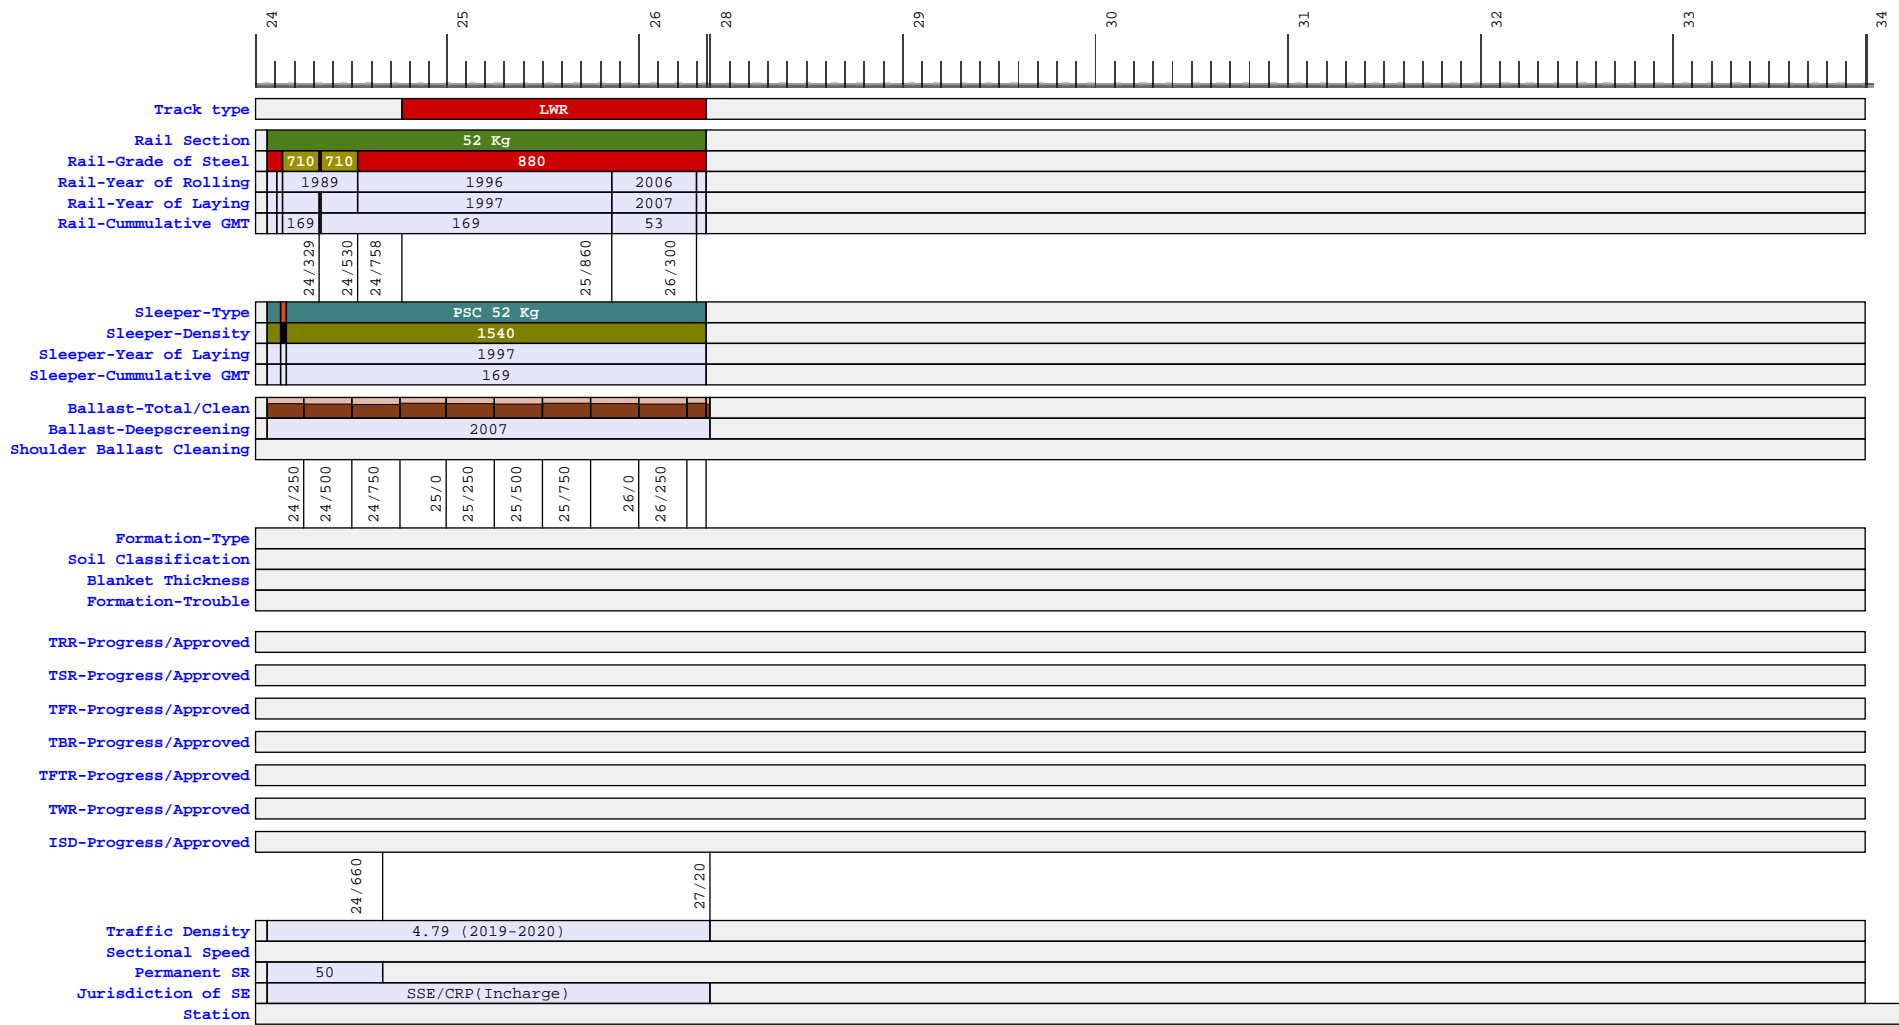 24 25 26 28 29 30 31 32 33 34
Track type LWR
Rail Section 52 Kg
Rail-Grade of Steel 710 710 880
Rail-Year of Rolling 1989 1996 2006
Rail-Year of Laying 1997 2007
Rail-Cummulative GMT 169 169 53
24/329 24/530 24/758 25/860 26/300
Sleeper-Type PSC 52 Kg
Sleeper-Density 1540
Sleeper-Year of Laying 1997
Sleeper-Cummulative GMT 169
Ballast-Total/Clean
Ballast-Deepscreening 2007
Shoulder Ballast Cleaning
24/250 24/500 24/750 25/0 25/250 25/500 25/750 26/0 26/250
Formation-Type
Soil Classification
Blanket Thickness
Formation-Trouble
TRR-Progress/Approved
TSR-Progress/Approved
TFR-Progress/Approved
TBR-Progress/Approved
TFTR-Progress/Approved
TWR-Progress/Approved
ISD-Progress/Approved
24/660 27/20
Traffic Density 4.79 (2019-2020)
Sectional Speed
Permanent SR 50
Jurisdiction of SE SSE/CRP(Incharge)
Station